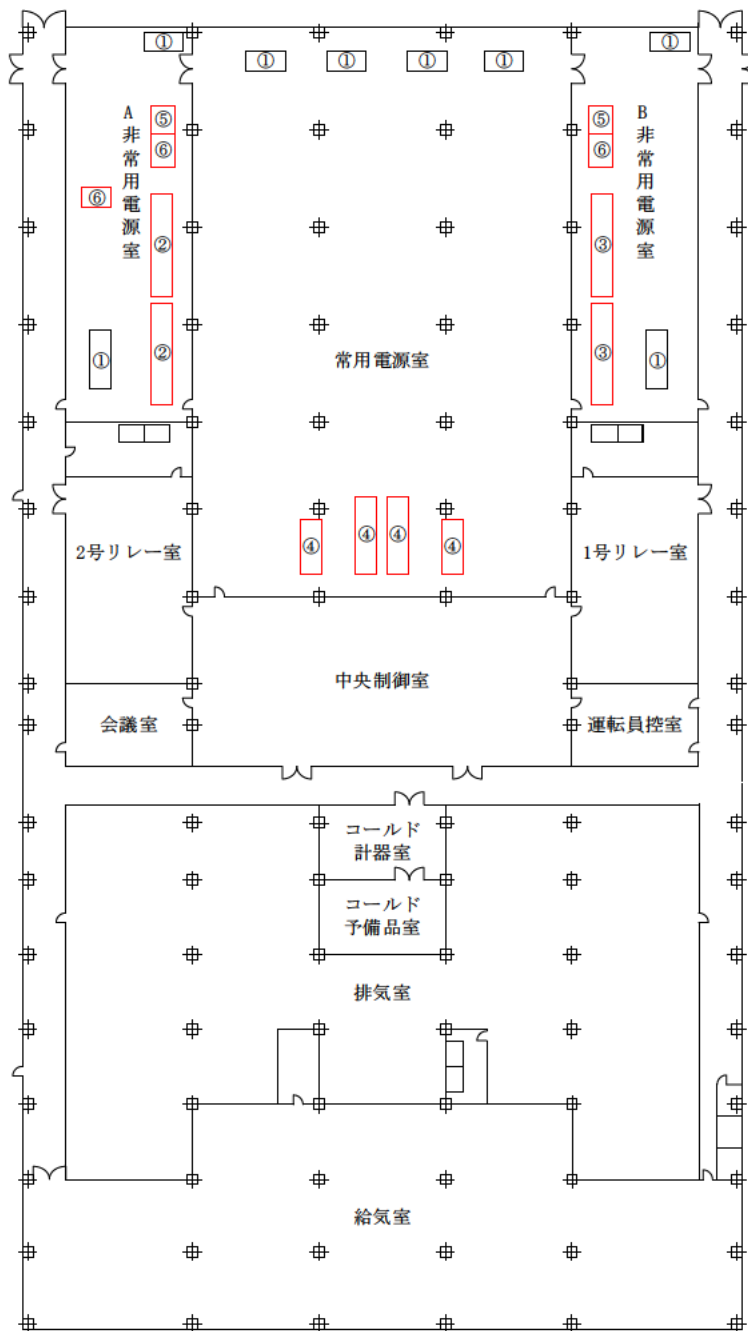 ①
①
①
①
①
①
⑤
⑥
A
非
常
用
電
源
室
⑥
②
②
①
⑤
⑥
B
非
常
用
電
源
室
③
③
①
常用電源室
④
④
④
④
2号リレー室
1号リレー室
中央制御室
会議室
運転員控室
コールド
計器室
コールド
予備品室
排気室
給気室